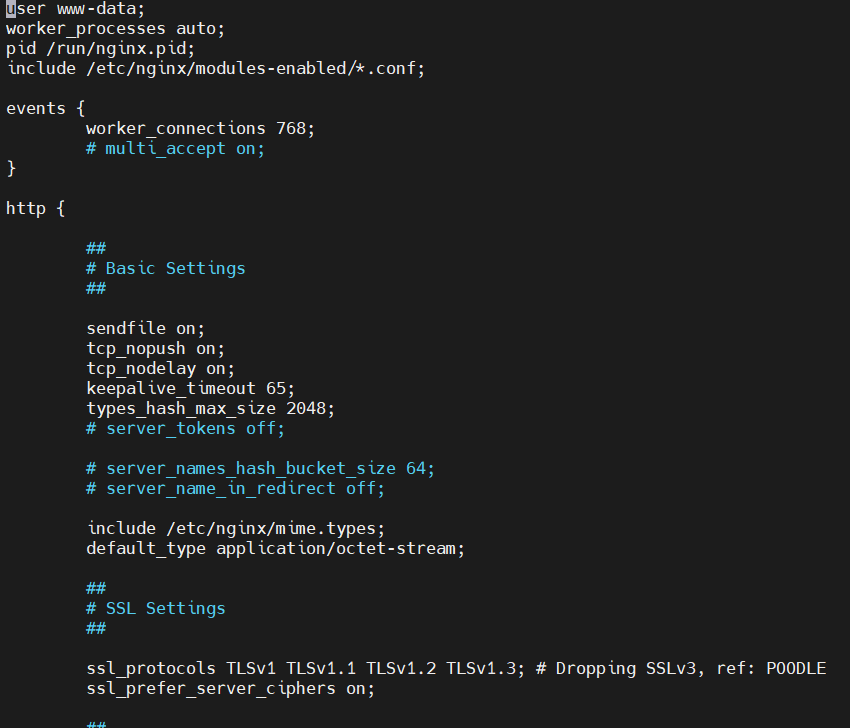 user www-data;
worker_processes auto;
pid /run/nginx.pid;
include /etc/nginx/modules-enabled/*.conf;
events {
worker_connections 768;
# multi_accept on;
}
http {
##
# Basic Settings
##
sendfile on;
tcp_nopush on;
tcp_nodelay on;
keepalive_timeout 65;
types_hash_max_size 2048;
# server_tokens off;
# server_names_hash_bucket_size 64;
# server_name_in_redirect off;
include /etc/nginx/mime.types;
default_type application/octet-stream;
##
# SSL Settings
##
ssl_protocols TLSv1 TLSv1.1 TLSv1.2 TLSv1.3; # Dropping SSLv3, ref: POODLE
ssl_prefer_server_ciphers on;
##